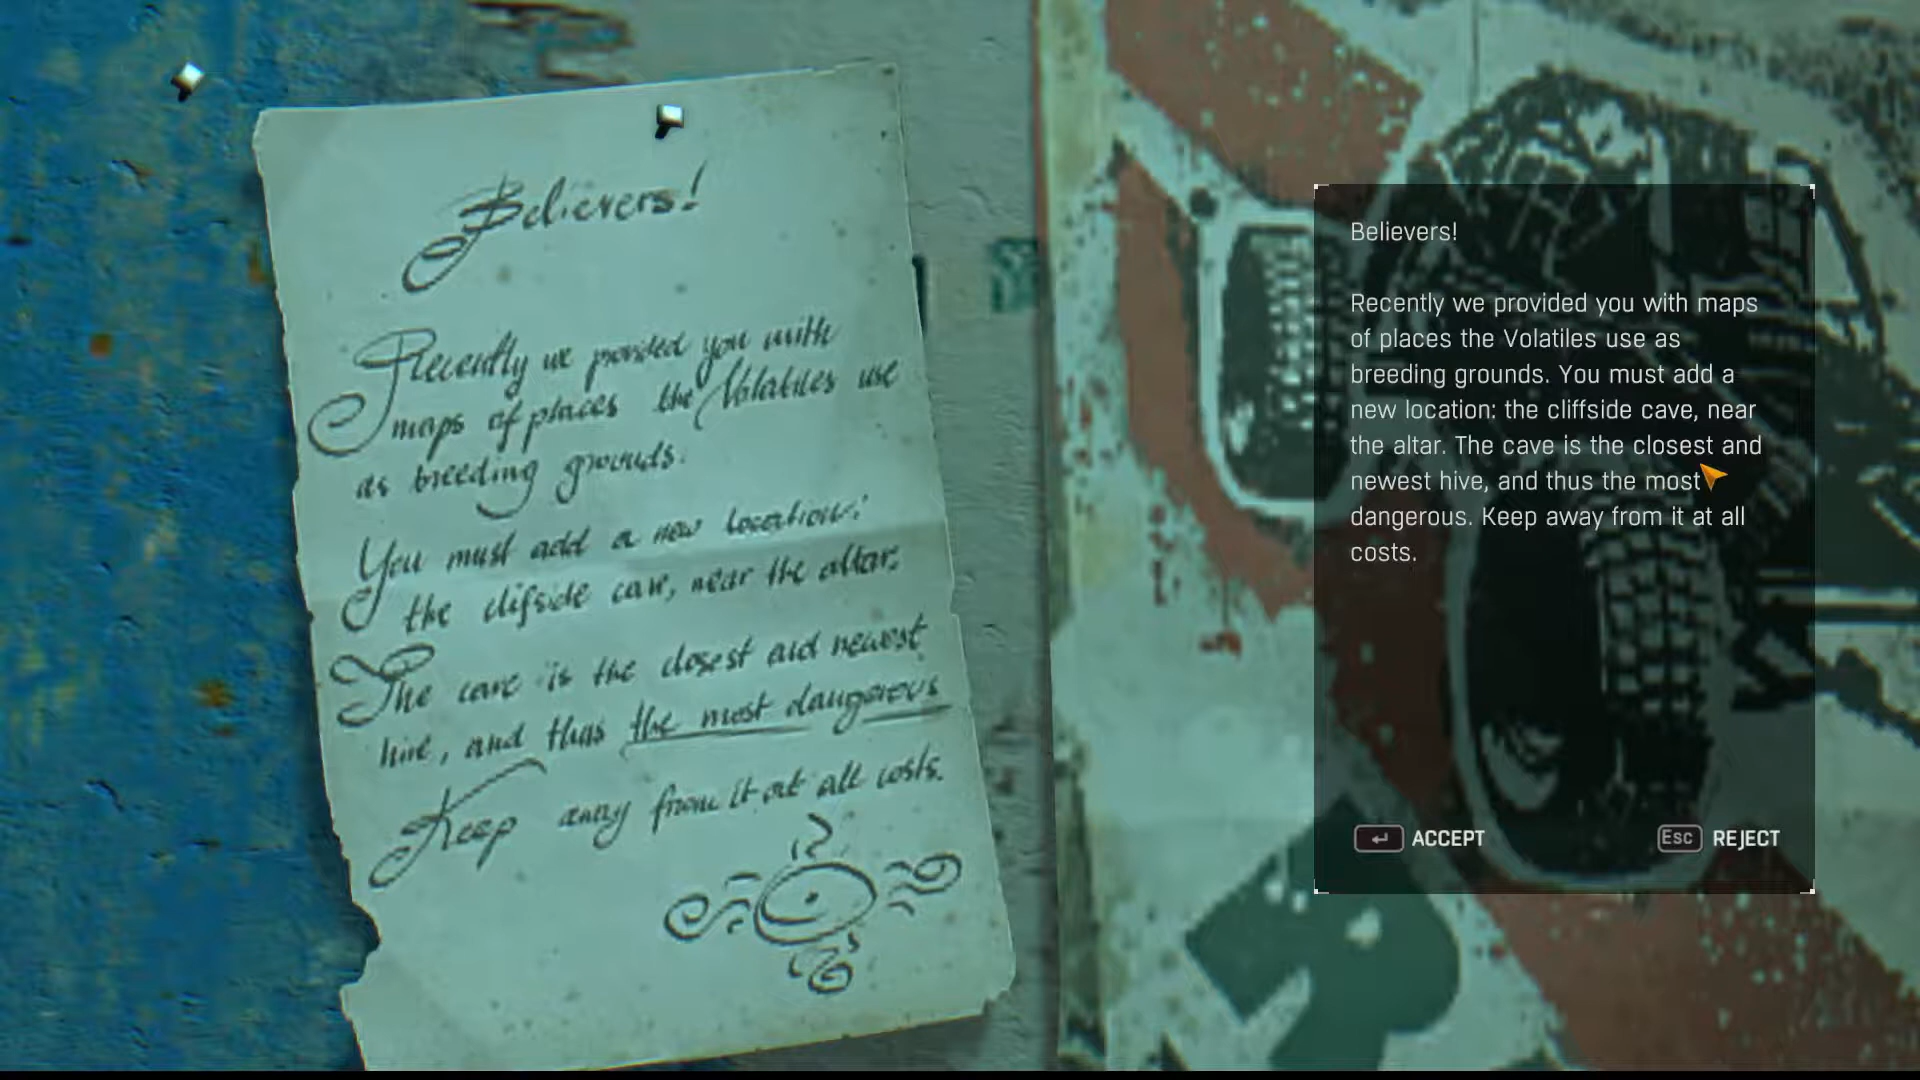 Believers!
Recently we provided you with
maps of places the Volatiles use
as breeding grounds.
You must add a new location:
the clifside cave, near the altar.
The cave is the closest and newest
hive, and thus the most dangerous
Keep away from it at all costs.
Believers!
Recently we provided you with maps
of places the Volatiles use as
breeding grounds. You must add a
new location: the cliffside cave, near
the altar. The cave is the closest and
newest hive, and thus the most
dangerous. Keep away from it at all
costs.
ACCEPT
Esc REJECT